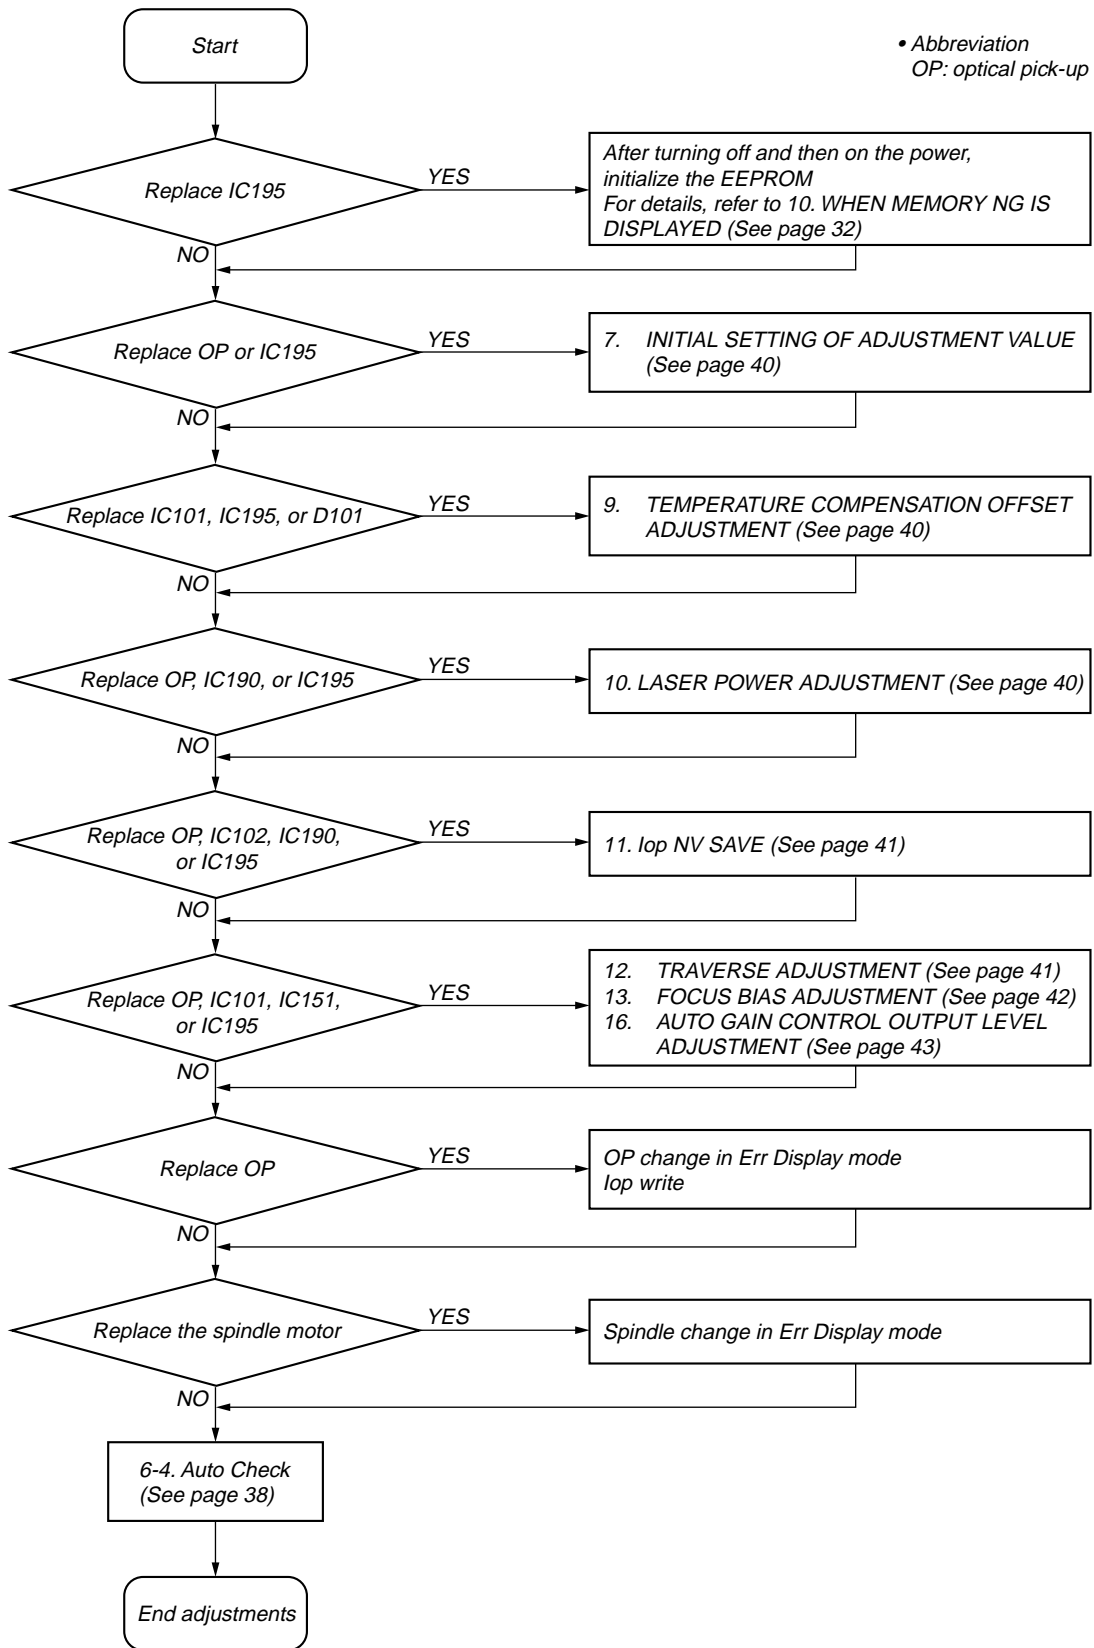 Start
• Abbreviation
OP: optical pick-up
Replace IC195
YES
After turning off and then on the power,
initialize the EEPROM
For details, refer to 10. WHEN MEMORY NG IS
DISPLAYED (See page 32)
NO
Replace OP or IC195
YES
7. INITIAL SETTING OF ADJUSTMENT VALUE
(See page 40)
NO
Replace IC101, IC195, or D101
YES
9. TEMPERATURE COMPENSATION OFFSET
ADJUSTMENT (See page 40)
NO
Replace OP, IC190, or IC195
YES
10. LASER POWER ADJUSTMENT (See page 40)
NO
Replace OP, IC102, IC190,
or IC195
YES
11. Iop NV SAVE (See page 41)
NO
Replace OP, IC101, IC151,
or IC195
YES
12. TRAVERSE ADJUSTMENT (See page 41)
13. FOCUS BIAS ADJUSTMENT (See page 42)
16. AUTO GAIN CONTROL OUTPUT LEVEL
ADJUSTMENT (See page 43)
NO
Replace OP
YES
OP change in Err Display mode
Iop write
NO
Replace the spindle motor
YES
Spindle change in Err Display mode
NO
6-4. Auto Check
(See page 38)
End adjustments